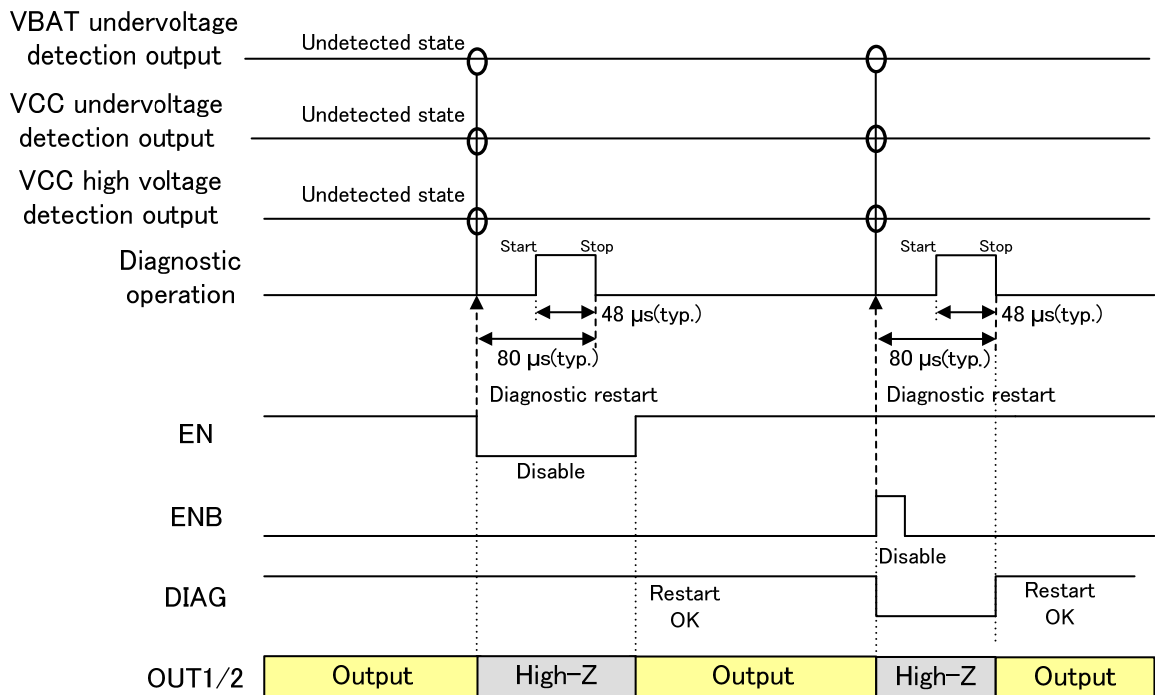 VBAT undervoltage
detection output
Undetected state
VCC undervoltage
detection output
Undetected state
VCC high voltage
detection output
Undetected state
Diagnostic
operation
Start
Stop
48 µs(typ.)
80 µs(typ.)
Start
Stop
48 µs(typ.)
80 µs(typ.)
Diagnostic restart
Diagnostic restart
EN
Disable
ENB
Disable
DIAG
Restart
OK
Restart
OK
OUT1/2
Output
High-Z
Output
High-Z
Output